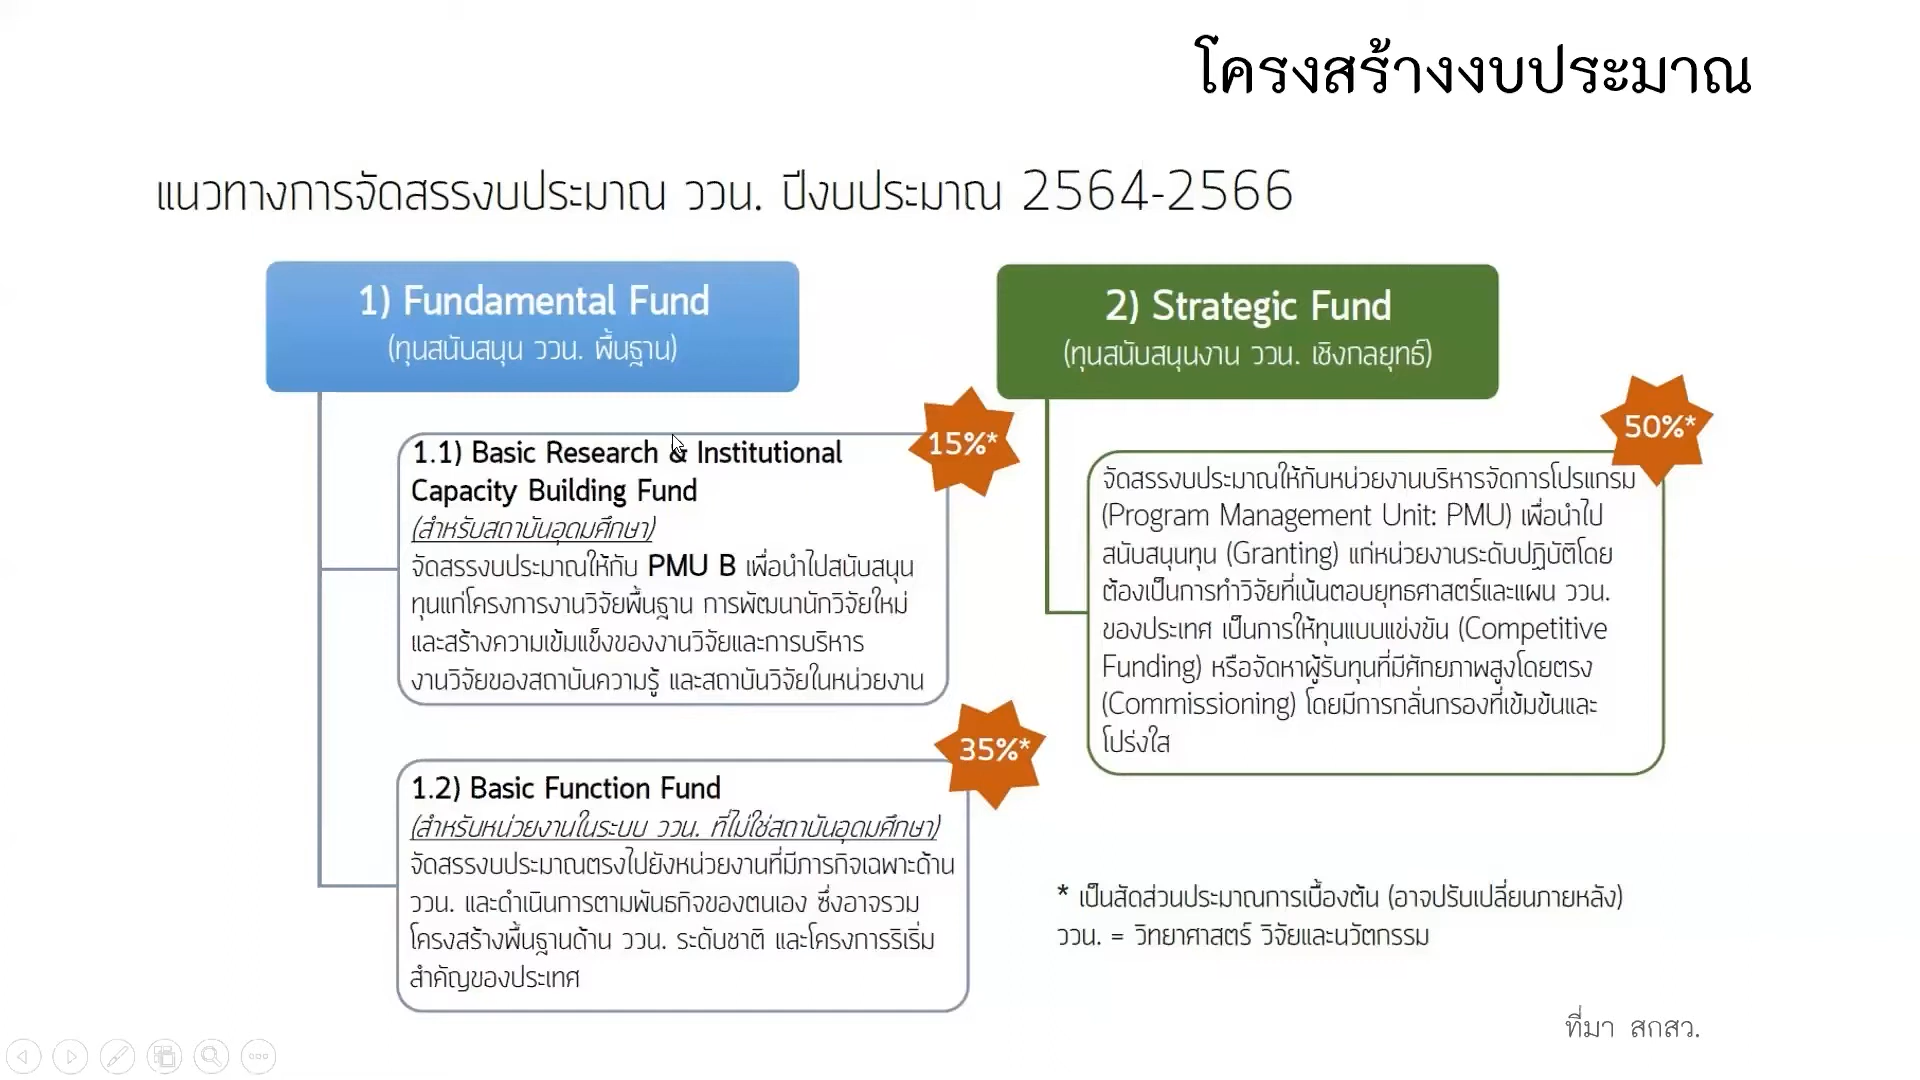 โครงสร้างงบประมาณ
แนวทางการจัดสรรงบประมาณ ววน. ปีงบประมาณ 2564-2566
1) Fundamental Fund
(ทุนสนับสนุน ววน. พื้นฐาน)
15%*
1.1) Basic Research & Institutional
Capacity Building Fund
(สำหรับสถาบันอุดมศึกษา)
จัดสรรงบประมาณให้กับ PMU B เพื่อนำไปสนับสนุน
ทุนแก่โครงการงานวิจัยพื้นฐาน การพัฒนานักวิจัยใหม่
และสร้างความเข้มแข็งของงานวิจัยและการบริหาร
งานวิจัยของสถาบันความรู้ และสถาบันวิจัยในหน่วยงาน
35%*
1.2) Basic Function Fund
(สำหรับหน่วยงานในระบบ ววน. ที่ไม่ใช่สถาบันอุดมศึกษา)
จัดสรรงบประมาณตรงไปยังหน่วยงานที่มีภารกิจเฉพาะด้าน
ววน. และดำเนินการตามพันธกิจของตนเอง ซึ่งอาจรวม
โครงสร้างพื้นฐานด้าน ววน. ระดับชาติ และโครงการริเริ่ม
สำคัญของประเทศ
2) Strategic Fund
(ทุนสนับสนุนงาน ววน. เชิงกลยุทธ์)
50%*
จัดสรรงบประมาณให้กับหน่วยงานบริหารจัดการโปรแกรม
(Program Management Unit: PMU) เพื่อนำไป
สนับสนุนทุน (Granting) แก่หน่วยงานระดับปฏิบัติโดย
ต้องเป็นการทำวิจัยที่เน้นตอบยุทธศาสตร์และแผน ววน.
ของประเทศ เป็นการให้ทุนแบบแข่งขัน (Competitive
Funding) หรือจัดหาผู้รับทุนที่มีศักยภาพสูงโดยตรง
(Commissioning) โดยมีการกลั่นกรองที่เข้มข้นและ
โปร่งใส
* เป็นสัดส่วนประมาณการเบื้องต้น (อาจปรับเปลี่ยนภายหลัง)
ววน. = วิทยาศาสตร์ วิจัยและนวัตกรรม
ที่มา สกสว.